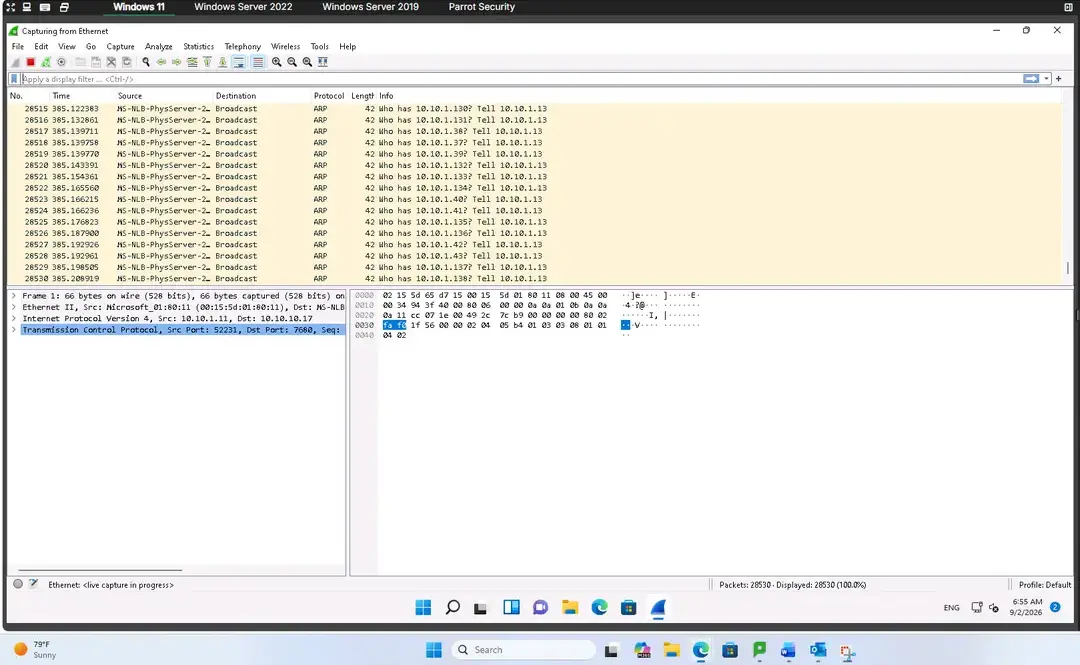 Windows 11 Windows Server 2022 Windows Server 2019 Parrot Security
Capturing from Ethernet
File Edit View Go Capture Analyze Statistics Telephony Wireless Tools Help
Apply a display filter ... <Ctrl-/>
No. Time Source Destination Protocol Length Info
28515 385.122383 MS-NLB-PhysServer-2… Broadcast ARP 42 Who has 10.10.1.130? Tell 10.10.1.13
28516 385.132861 MS-NLB-PhysServer-2… Broadcast ARP 42 Who has 10.10.1.131? Tell 10.10.1.13
28517 385.139711 MS-NLB-PhysServer-2… Broadcast ARP 42 Who has 10.10.1.38? Tell 10.10.1.13
28518 385.139758 MS-NLB-PhysServer-2… Broadcast ARP 42 Who has 10.10.1.37? Tell 10.10.1.13
28519 385.139770 MS-NLB-PhysServer-2… Broadcast ARP 42 Who has 10.10.1.39? Tell 10.10.1.13
28520 385.143391 MS-NLB-PhysServer-2… Broadcast ARP 42 Who has 10.10.1.132? Tell 10.10.1.13
28521 385.154361 MS-NLB-PhysServer-2… Broadcast ARP 42 Who has 10.10.1.133? Tell 10.10.1.13
28522 385.165560 MS-NLB-PhysServer-2… Broadcast ARP 42 Who has 10.10.1.134? Tell 10.10.1.13
28523 385.166215 MS-NLB-PhysServer-2… Broadcast ARP 42 Who has 10.10.1.40? Tell 10.10.1.13
28524 385.166236 MS-NLB-PhysServer-2… Broadcast ARP 42 Who has 10.10.1.41? Tell 10.10.1.13
28525 385.176823 MS-NLB-PhysServer-2… Broadcast ARP 42 Who has 10.10.1.135? Tell 10.10.1.13
28526 385.187900 MS-NLB-PhysServer-2… Broadcast ARP 42 Who has 10.10.1.136? Tell 10.10.1.13
28527 385.192926 MS-NLB-PhysServer-2… Broadcast ARP 42 Who has 10.10.1.42? Tell 10.10.1.13
28528 385.192961 MS-NLB-PhysServer-2… Broadcast ARP 42 Who has 10.10.1.43? Tell 10.10.1.13
28529 385.198505 MS-NLB-PhysServer-2… Broadcast ARP 42 Who has 10.10.1.137? Tell 10.10.1.13
28530 385.208919 MS-NLB-PhysServer-2… Broadcast ARP 42 Who has 10.10.1.138? Tell 10.10.1.13
Frame 1: 66 bytes on wire (528 bits), 66 bytes captured (528 bits) on
Ethernet II, Src: Microsoft_01:80:11 (00:15:5d:01:80:11), Dst: MS-NLB
Internet Protocol Version 4, Src: 10.10.1.11, Dst: 10.10.10.17
Transmission Control Protocol, Src Port: 52231, Dst Port: 7680, Seq:
0000 02 15 5d 65 d7 15 00 15 5d 01 80 11 08 00 45 00 ··]e···· ]·····E·
0010 00 34 94 3f 40 00 80 06 00 00 0a 0a 01 0b 0a 0a ·4·?@··· ········
0020 0a 11 cc 07 1e 00 49 2c 7c b9 00 00 00 00 80 02 ······I, |·······
0030 fa f0 1f 56 00 00 02 04 05 b4 01 03 03 08 01 01 ···V···· ········
0040 04 02 ··
Ethernet: <live capture in progress> Packets: 28530 · Displayed: 28530 (100.0%) Profile: Default
ENG 6:55 AM
9/2/2026 2
79°F
Sunny
Search